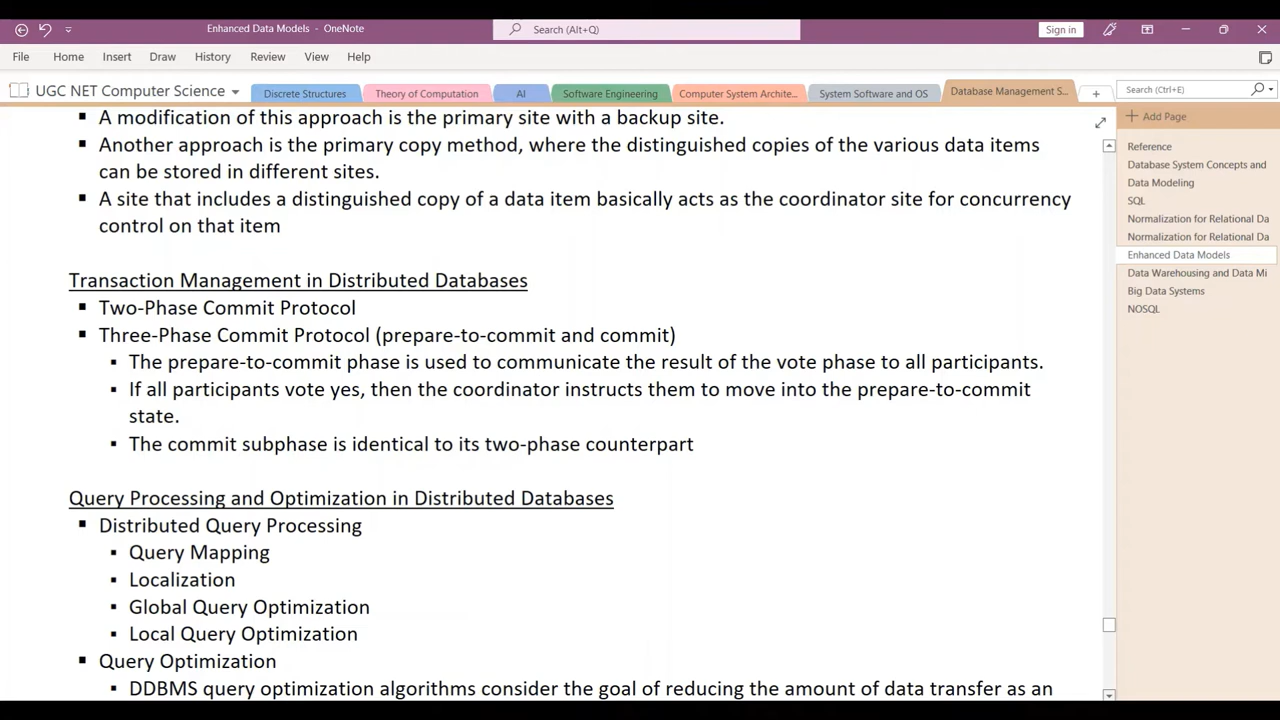 Enhanced Data Models - OneNote
Search (Alt+Q)
Sign in
File Home Insert Draw History Review View Help
UGC NET Computer Science
Discrete Structures Theory of Computation AI Software Engineering Computer System Archite... System Software and OS Database Management S...
Search (Ctrl+E)
▪ A modification of this approach is the primary site with a backup site.
▪ Another approach is the primary copy method, where the distinguished copies of the various data items
can be stored in different sites.
▪ A site that includes a distinguished copy of a data item basically acts as the coordinator site for concurrency
control on that item
Transaction Management in Distributed Databases
▪ Two-Phase Commit Protocol
▪ Three-Phase Commit Protocol (prepare-to-commit and commit)
▪ The prepare-to-commit phase is used to communicate the result of the vote phase to all participants.
▪ If all participants vote yes, then the coordinator instructs them to move into the prepare-to-commit
state.
▪ The commit subphase is identical to its two-phase counterpart
Query Processing and Optimization in Distributed Databases
▪ Distributed Query Processing
▪ Query Mapping
▪ Localization
▪ Global Query Optimization
▪ Local Query Optimization
▪ Query Optimization
▪ DDBMS query optimization algorithms consider the goal of reducing the amount of data transfer as an
Add Page
Reference
Database System Concepts and
Data Modeling
SQL
Normalization for Relational Da
Normalization for Relational Da
Enhanced Data Models
Data Warehousing and Data Mi
Big Data Systems
NOSQL